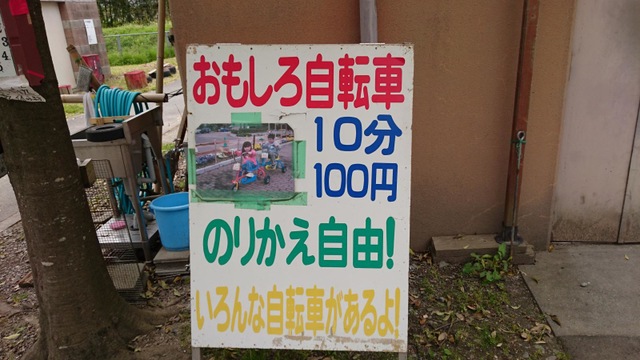 おもしろ自転車
10分
100円
のりかえ自由!
いろんな自転車があるよ!